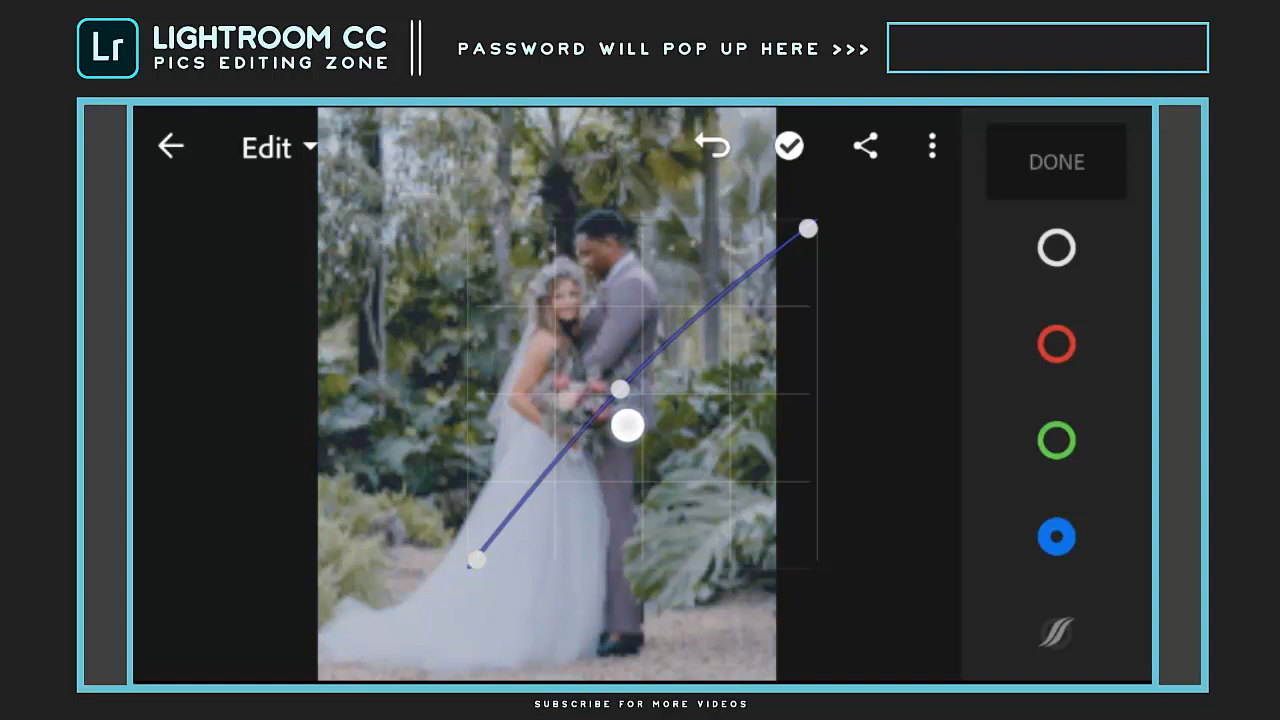 Lr
LIGHTROOM CC
PICS EDITING ZONE
PASSWORD WILL POP UP HERE >>>
Edit
DONE
SUBSCRIBE FOR MORE VIDEOS